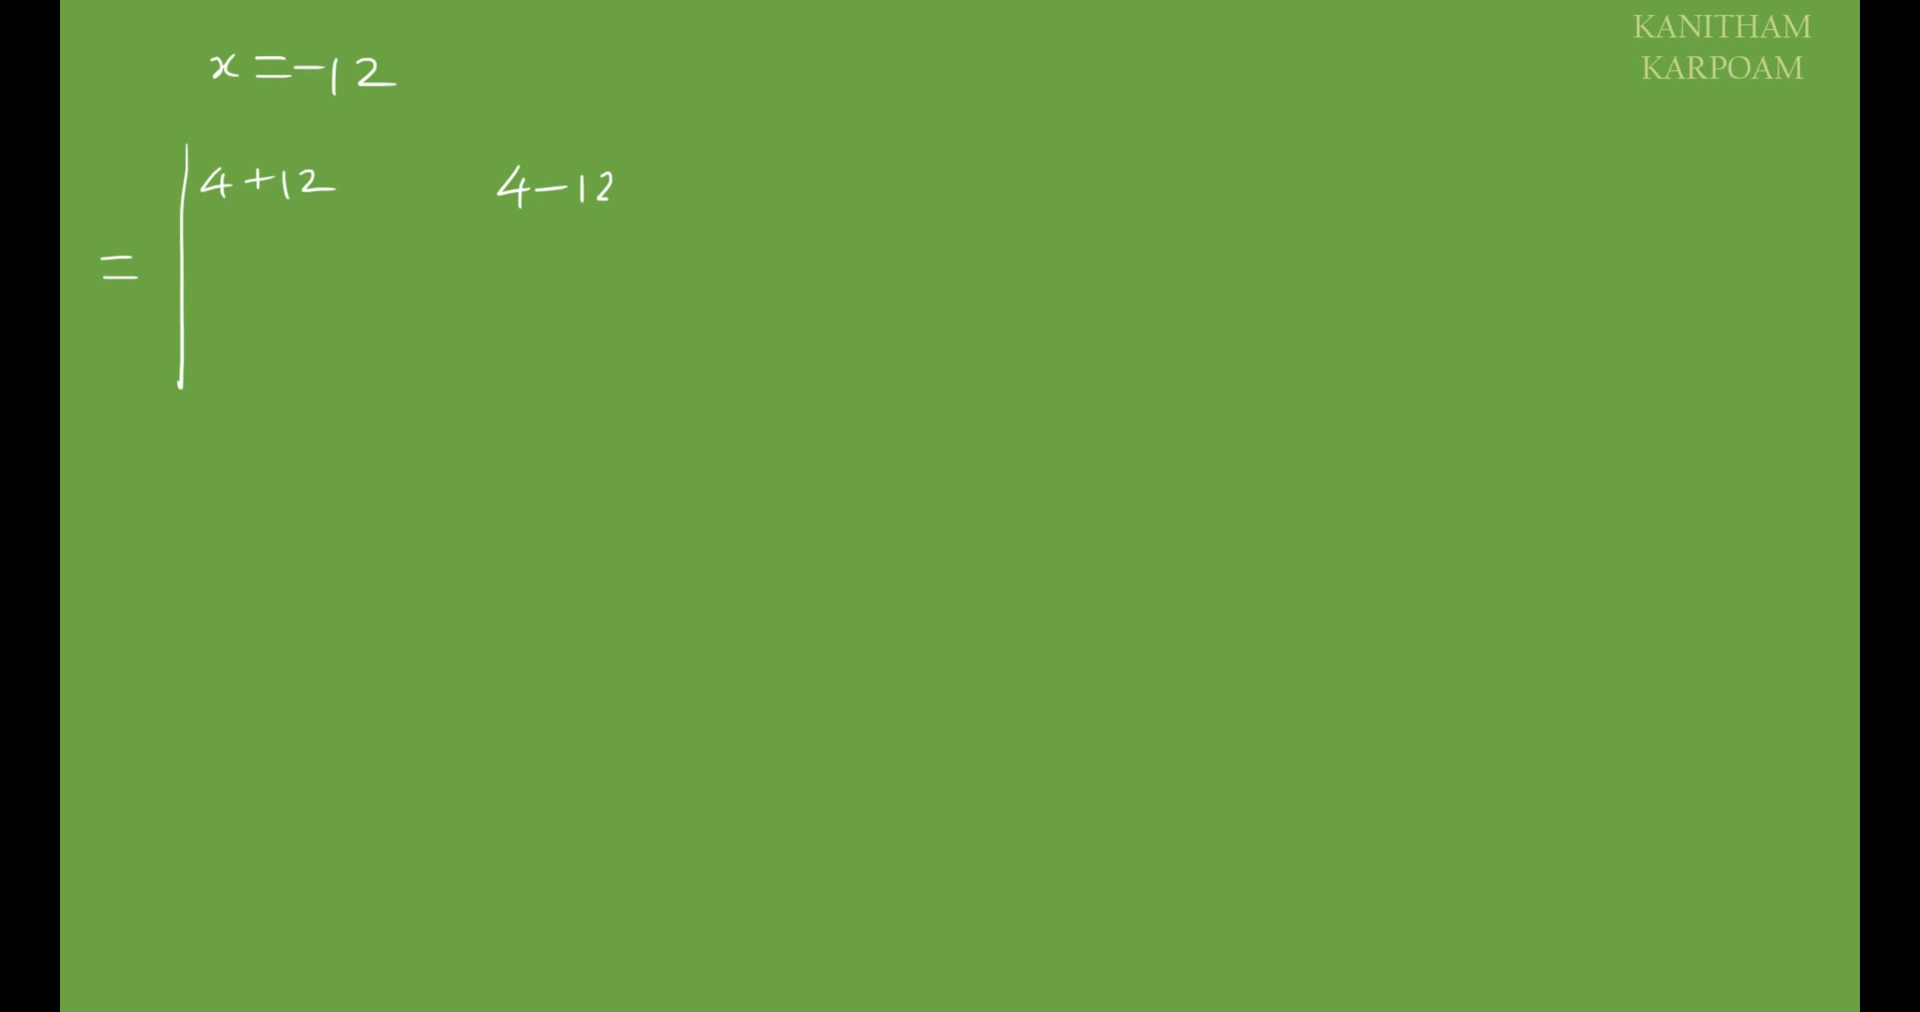 KANITHAM
KARPOAM
x = -12
= | 4+12 4-12